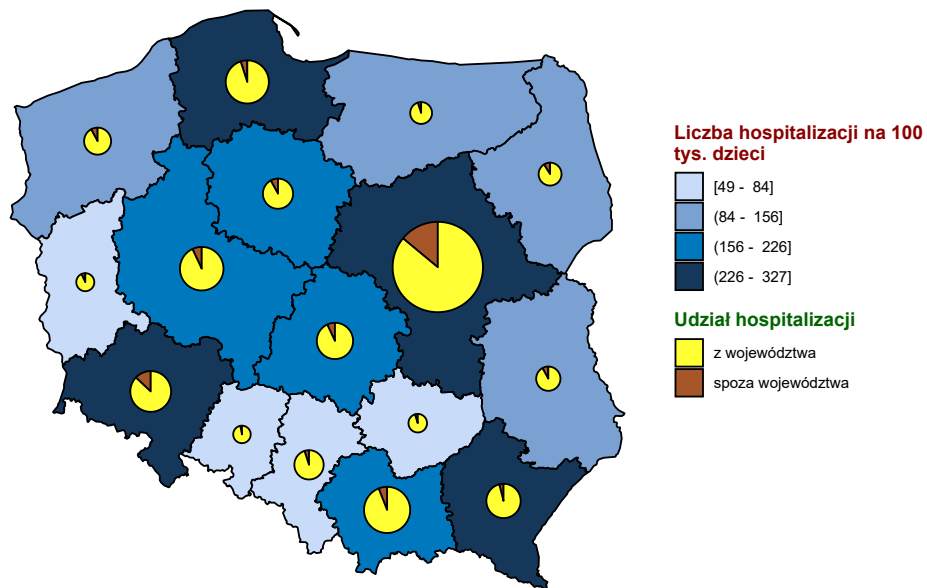 Liczba hospitalizacji na 100
tys. dzieci
[49 - 84]
(84 - 156]
(156 - 226]
(226 - 327]
Udział hospitalizacji
z województwa
spoza województwa